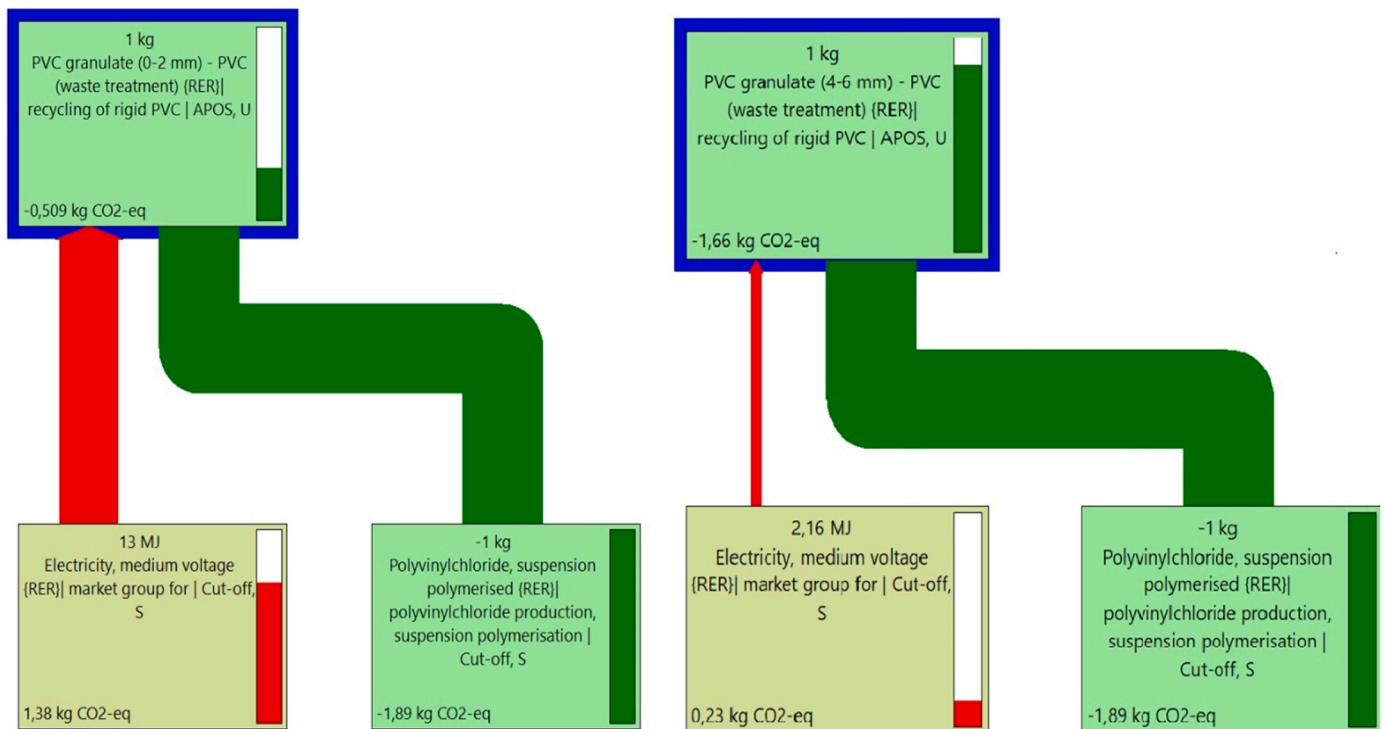 1 kg
PVC granulate (0-2 mm) - PVC
(waste treatment) {RER}|
recycling of rigid PVC | APOS, U
-0,509 kg CO2-eq
1 kg
PVC granulate (4-6 mm) - PVC
(waste treatment) {RER}|
recycling of rigid PVC | APOS, U
-1,66 kg CO2-eq
13 MJ
Electricity, medium voltage
{RER}| market group for | Cut-off,
S
1,38 kg CO2-eq
-1 kg
Polyvinylchloride, suspension
polymerised {RER}|
polyvinylchloride production,
suspension polymerisation |
Cut-off, S
-1,89 kg CO2-eq
2,16 MJ
Electricity, medium voltage
{RER}| market group for | Cut-off,
S
0,23 kg CO2-eq
-1 kg
Polyvinylchloride, suspension
polymerised {RER}|
polyvinylchloride production,
suspension polymerisation |
Cut-off, S
-1,89 kg CO2-eq